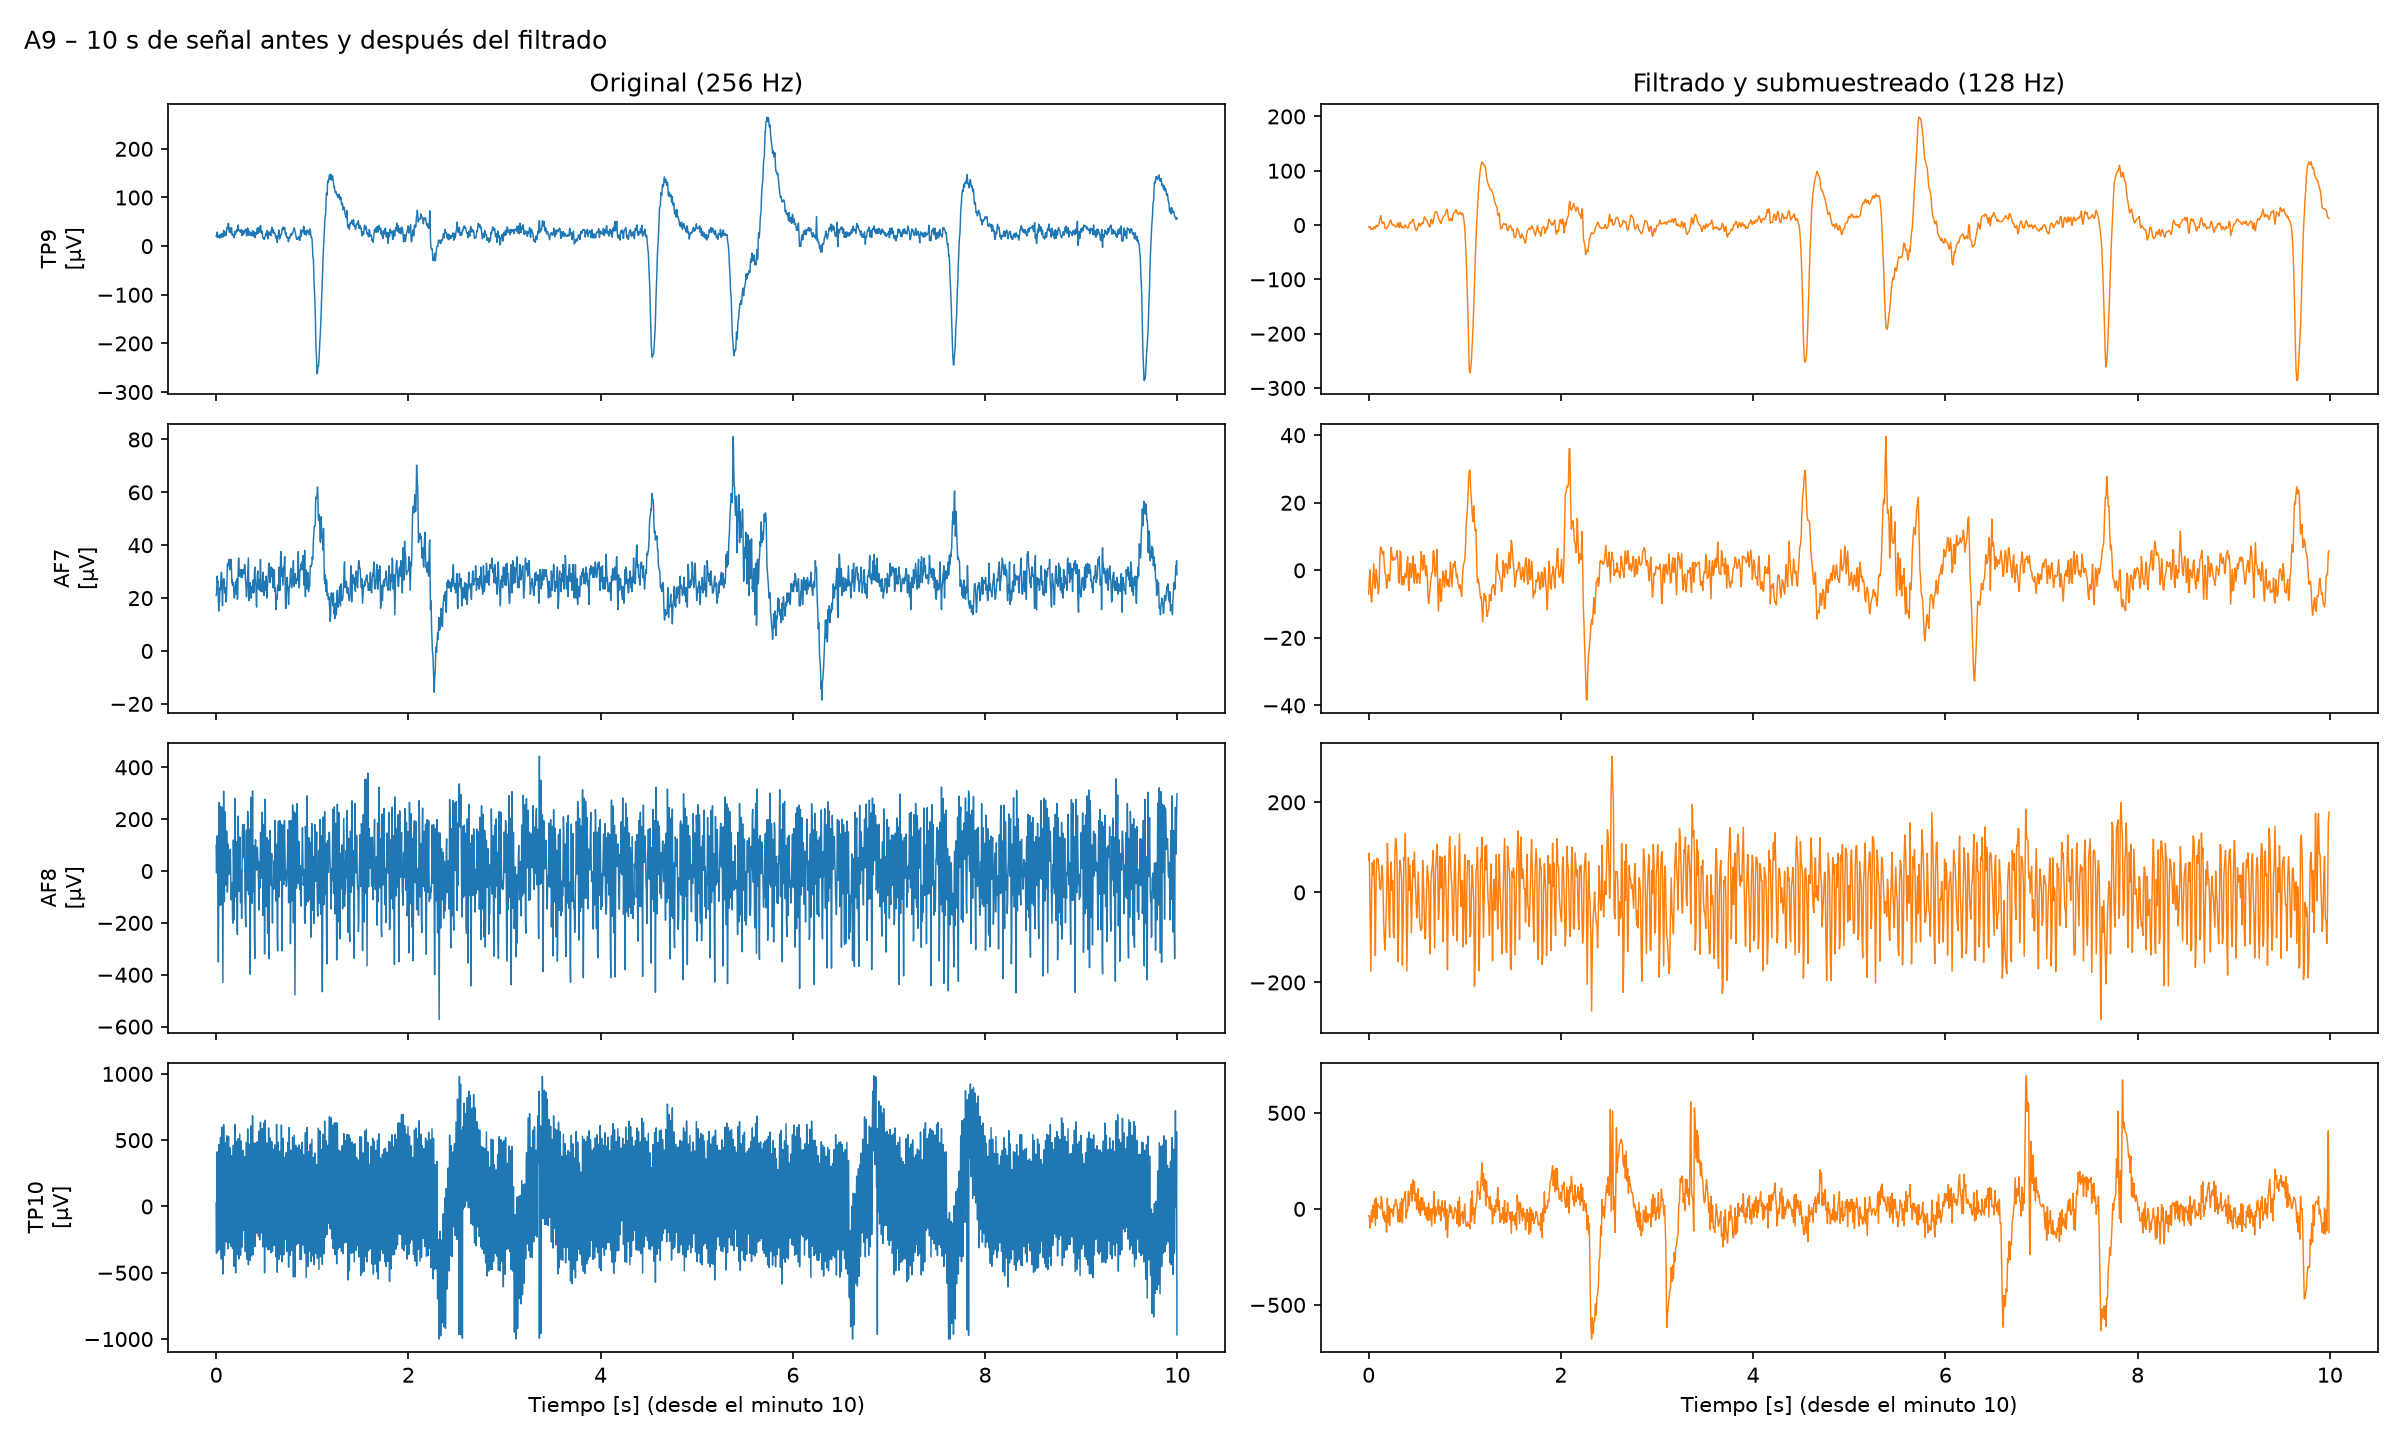 A9 – 10 s de señal antes y después del filtrado
Original (256 Hz)
Filtrado y submuestreado (128 Hz)
TP9
[µV]
200
100
0
−100
−200
−300
200
100
0
−100
−200
−300
AF7
[µV]
80
60
40
20
0
−20
40
20
0
−20
−40
AF8
[µV]
400
200
0
−200
−400
−600
200
0
−200
TP10
[µV]
1000
500
0
−500
−1000
500
0
−500
0 2 4 6 8 10
0 2 4 6 8 10
Tiempo [s] (desde el minuto 10)
Tiempo [s] (desde el minuto 10)